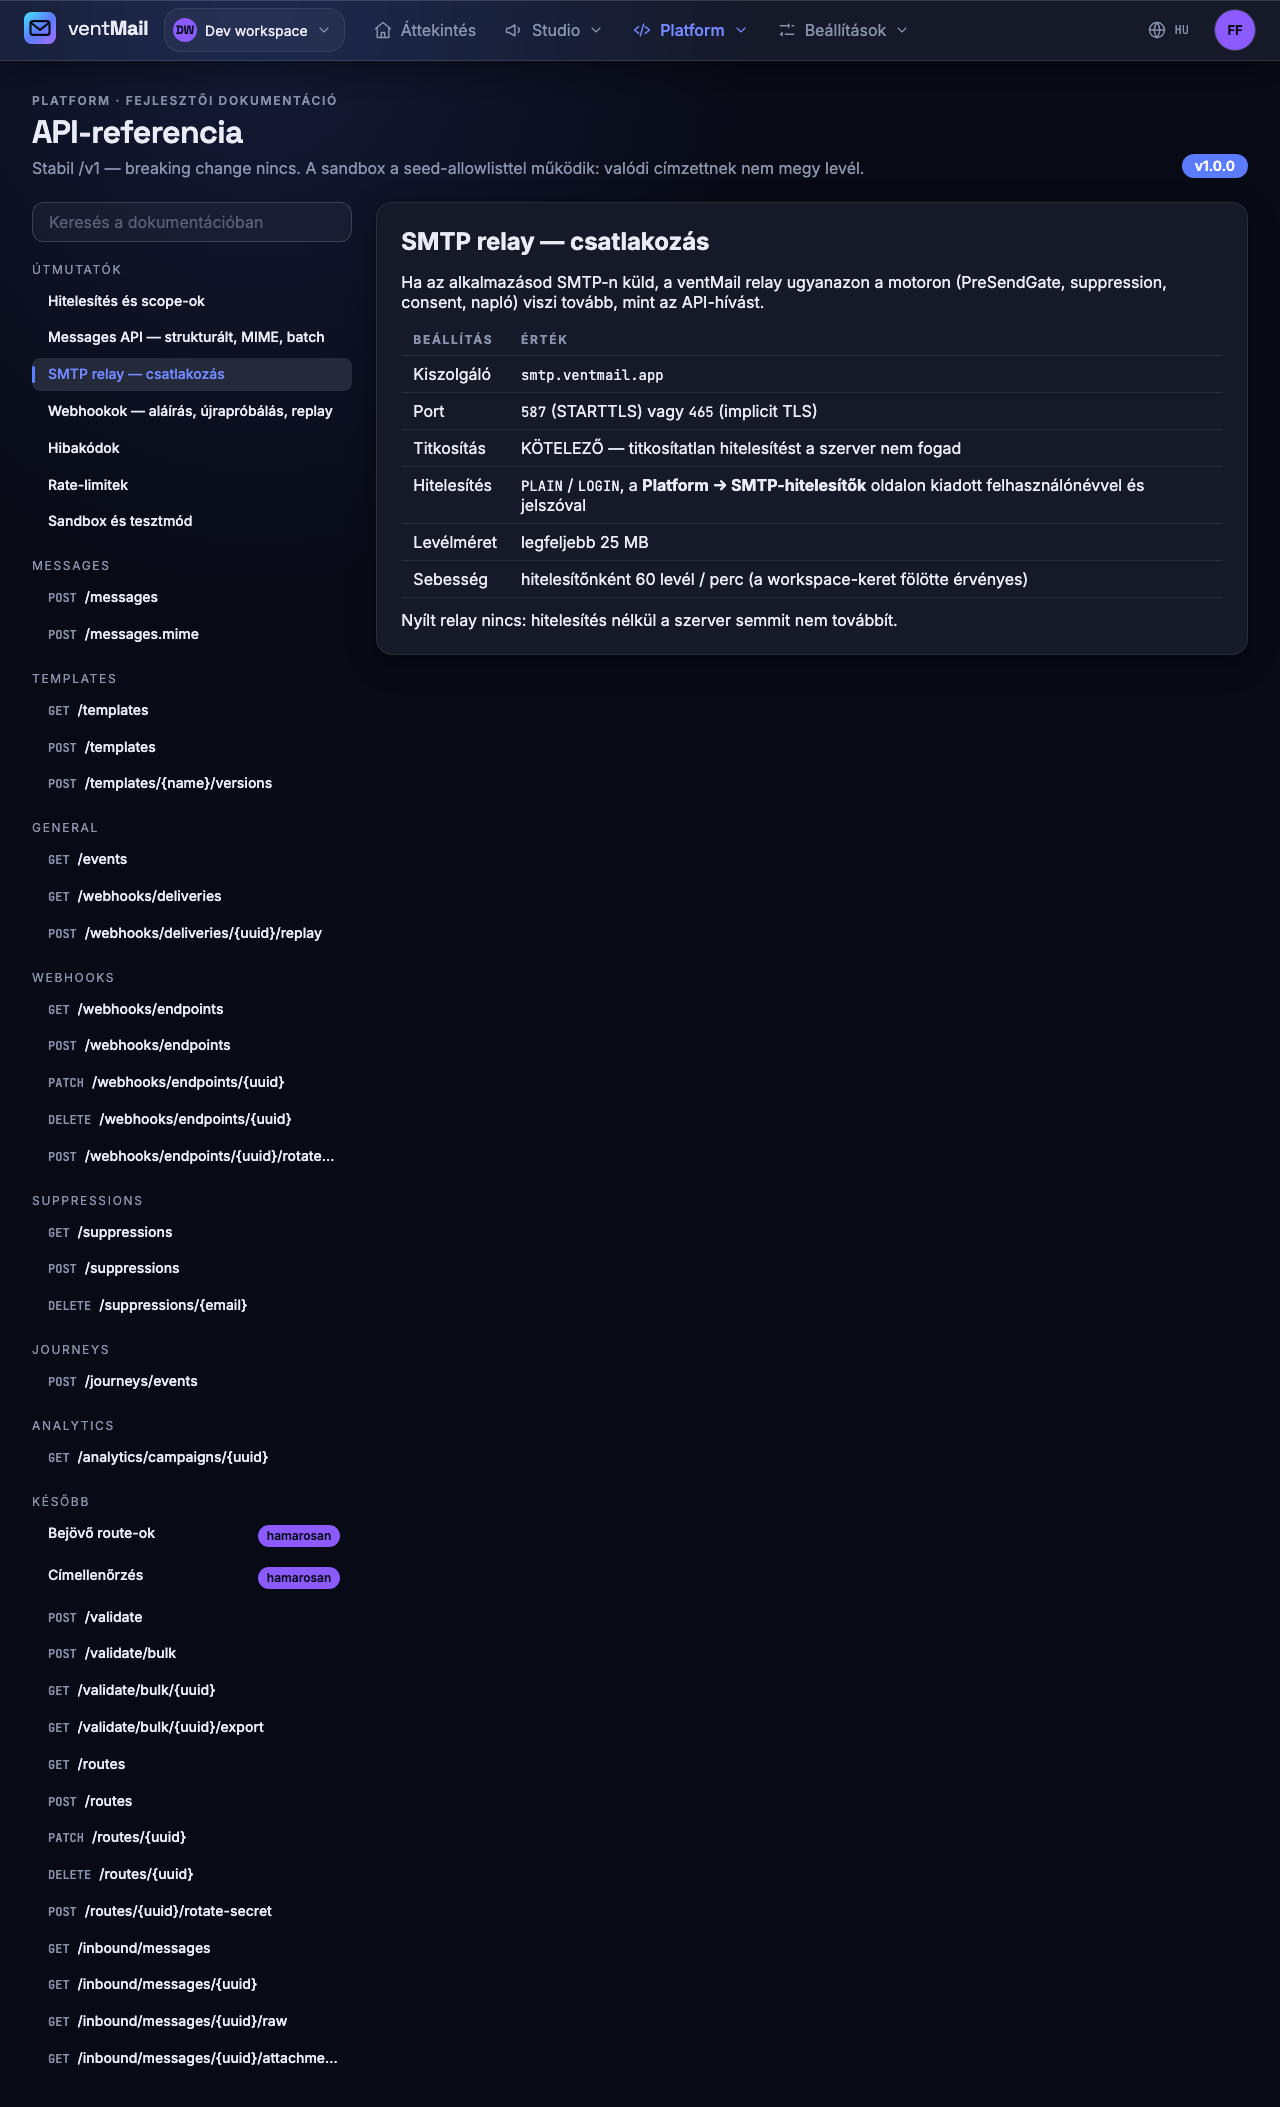 ventMail
DW Dev workspace
Áttekintés
Studio
Platform
Beállítások
HU
FF
PLATFORM · FEJLESZTŐI DOKUMENTÁCIÓ
API-referencia
Stabil /v1 — breaking change nincs. A sandbox a seed-allowlisttel működik: valódi címzettnek nem megy levél.
v1.0.0
Keresés a dokumentációban
ÚTMUTATÓK
Hitelesítés és scope-ok
Messages API — strukturált, MIME, batch
SMTP relay — csatlakozás
Webhookok — aláírás, újrapróbálás, replay
Hibakódok
Rate-limitek
Sandbox és tesztmód
MESSAGES
POST /messages
POST /messages.mime
TEMPLATES
GET /templates
POST /templates
POST /templates/{name}/versions
GENERAL
GET /events
GET /webhooks/deliveries
POST /webhooks/deliveries/{uuid}/replay
WEBHOOKS
GET /webhooks/endpoints
POST /webhooks/endpoints
PATCH /webhooks/endpoints/{uuid}
DELETE /webhooks/endpoints/{uuid}
POST /webhooks/endpoints/{uuid}/rotate...
SUPPRESSIONS
GET /suppressions
POST /suppressions
DELETE /suppressions/{email}
JOURNEYS
POST /journeys/events
ANALYTICS
GET /analytics/campaigns/{uuid}
KÉSŐBB
Bejövő route-ok hamarosan
Címellenőrzés hamarosan
POST /validate
POST /validate/bulk
GET /validate/bulk/{uuid}
GET /validate/bulk/{uuid}/export
GET /routes
POST /routes
PATCH /routes/{uuid}
DELETE /routes/{uuid}
POST /routes/{uuid}/rotate-secret
GET /inbound/messages
GET /inbound/messages/{uuid}
GET /inbound/messages/{uuid}/raw
GET /inbound/messages/{uuid}/attachme...
SMTP relay — csatlakozás
Ha az alkalmazásod SMTP-n küld, a ventMail relay ugyanazon a motoron (PreSendGate, suppression,
consent, napló) viszi tovább, mint az API-hívást.
BEÁLLÍTÁS ÉRTÉK
Kiszolgáló smtp.ventmail.app
Port 587 (STARTTLS) vagy 465 (implicit TLS)
Titkosítás KÖTELEZŐ — titkosítatlan hitelesítést a szerver nem fogad
Hitelesítés PLAIN / LOGIN, a Platform → SMTP-hitelesítők oldalon kiadott felhasználónévvel és
jelszóval
Levélméret legfeljebb 25 MB
Sebesség hitelesítőnként 60 levél / perc (a workspace-keret fölötte érvényes)
Nyílt relay nincs: hitelesítés nélkül a szerver semmit nem továbbít.